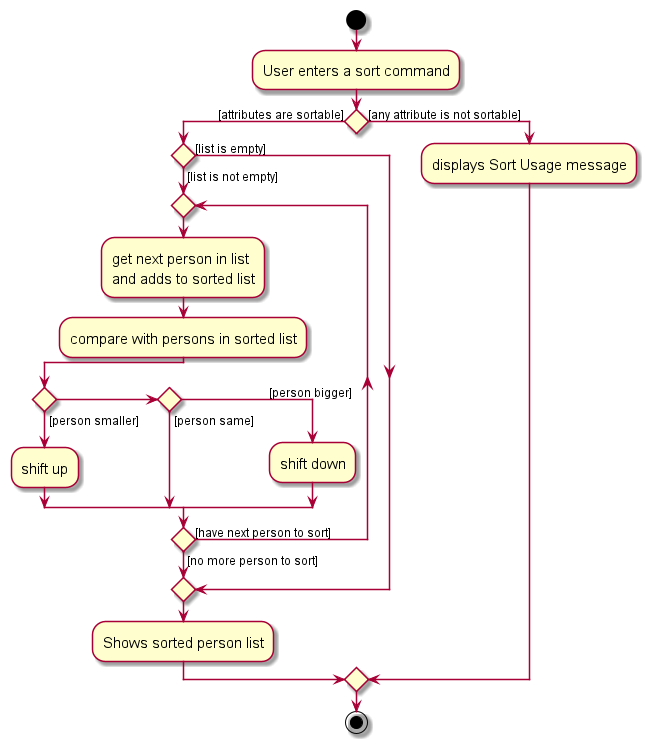 User enters a sort command
[attributes are sortable]
[any attribute is not sortable]
[list is empty]
displays Sort Usage message
[list is not empty]
get next person in list
and adds to sorted list
compare with persons in sorted list
[person smaller]
[person same]
[person bigger]
shift up
shift down
[have next person to sort]
[no more person to sort]
Shows sorted person list